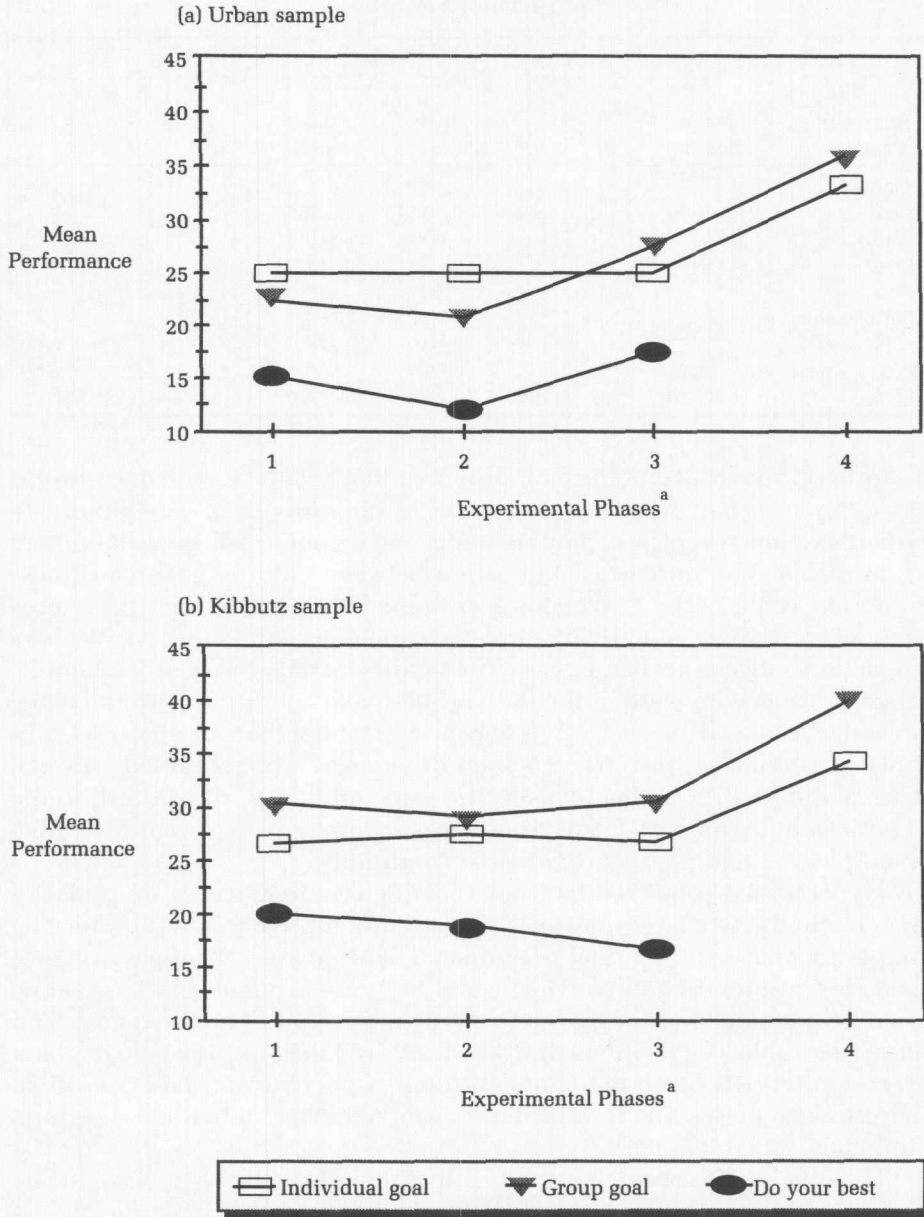 (a) Urban sample
45
40
35
30
25
20
15
10
Mean
Performance
1 2 3 4
Experimental Phases a
(b) Kibbutz sample
45
40
35
30
25
20
15
10
Mean
Performance
1 2 3 4
Experimental Phases a
Individual goal Group goal Do your best